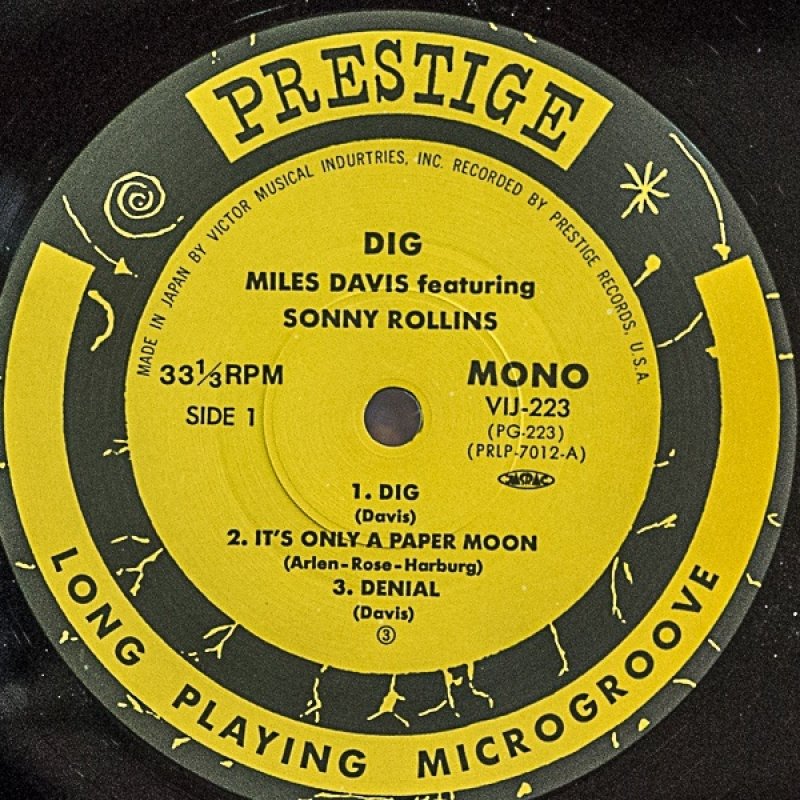 PRESTIGE
MADE IN JAPAN BY VICTOR MUSICAL INDURTRIES, INC. RECORDED BY PRESTIGE RECORDS, U.S.A.
DIG
MILES DAVIS featuring
SONNY ROLLINS
33⅓RPM
SIDE 1
MONO
VIJ-223
(PG-223)
(PRLP-7012-A)
1. DIG
(Davis)
2. IT'S ONLY A PAPER MOON
(Arlen-Rose-Harburg)
3. DENIAL
(Davis)
③
LONG PLAYING MICROGROOVE